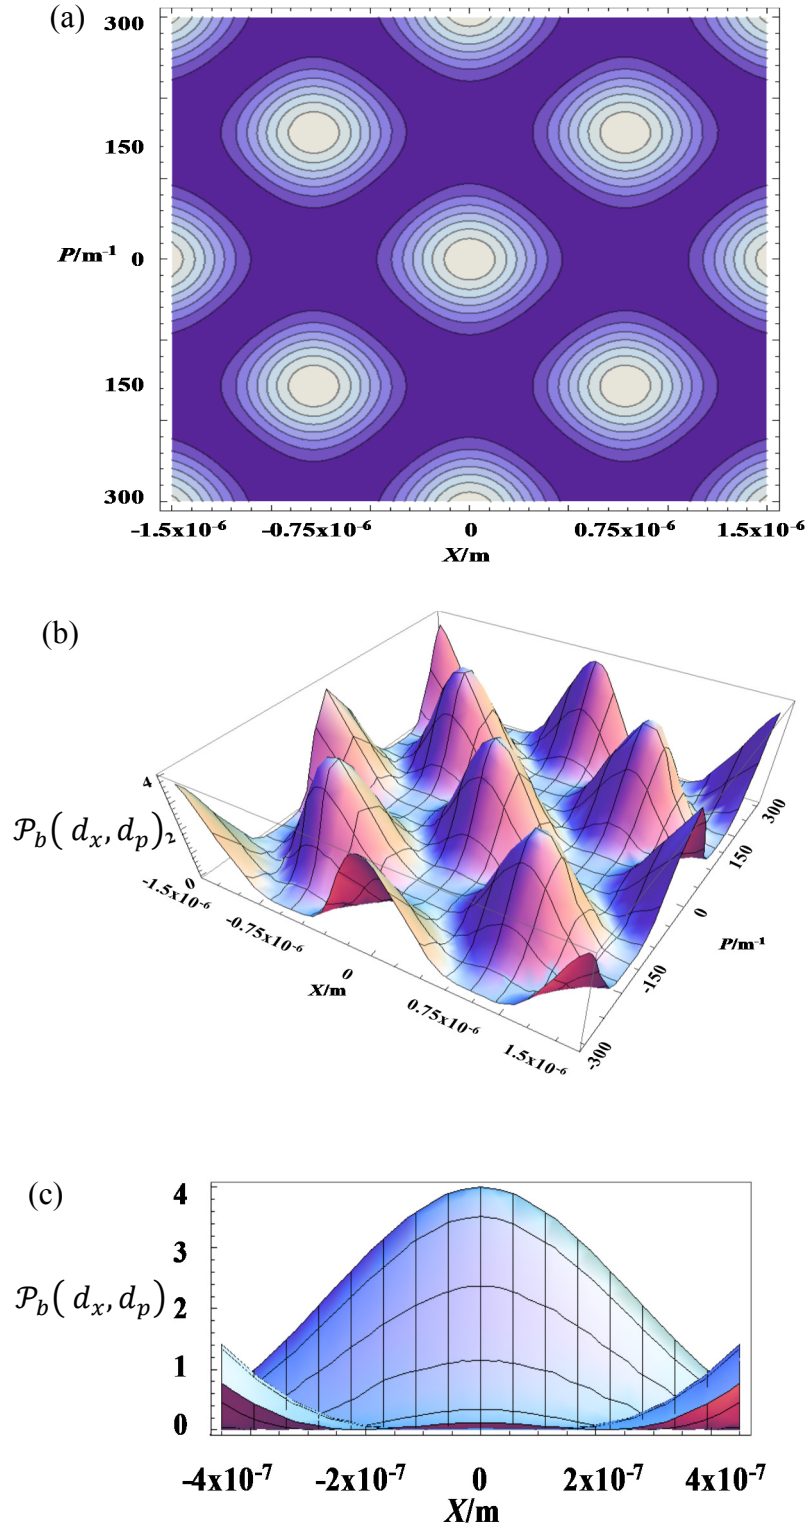 (a)
300
150
P/m⁻¹ 0
150
300
-1.5x10⁻⁶ -0.75x10⁻⁶ 0 0.75x10⁻⁶ 1.5x10⁻⁶
X/m
(b)
4
𝒫b( dx, dp) 2
0
-1.5x10⁻⁶
-0.75x10⁻⁶
0
X/m
0.75x10⁻⁶
1.5x10⁻⁶
300
150
0
P/m⁻¹
-150
-300
(c)
4
3
𝒫b( dx, dp) 2
1
0
-4x10⁻⁷ -2x10⁻⁷ 0 2x10⁻⁷ 4x10⁻⁷
X/m